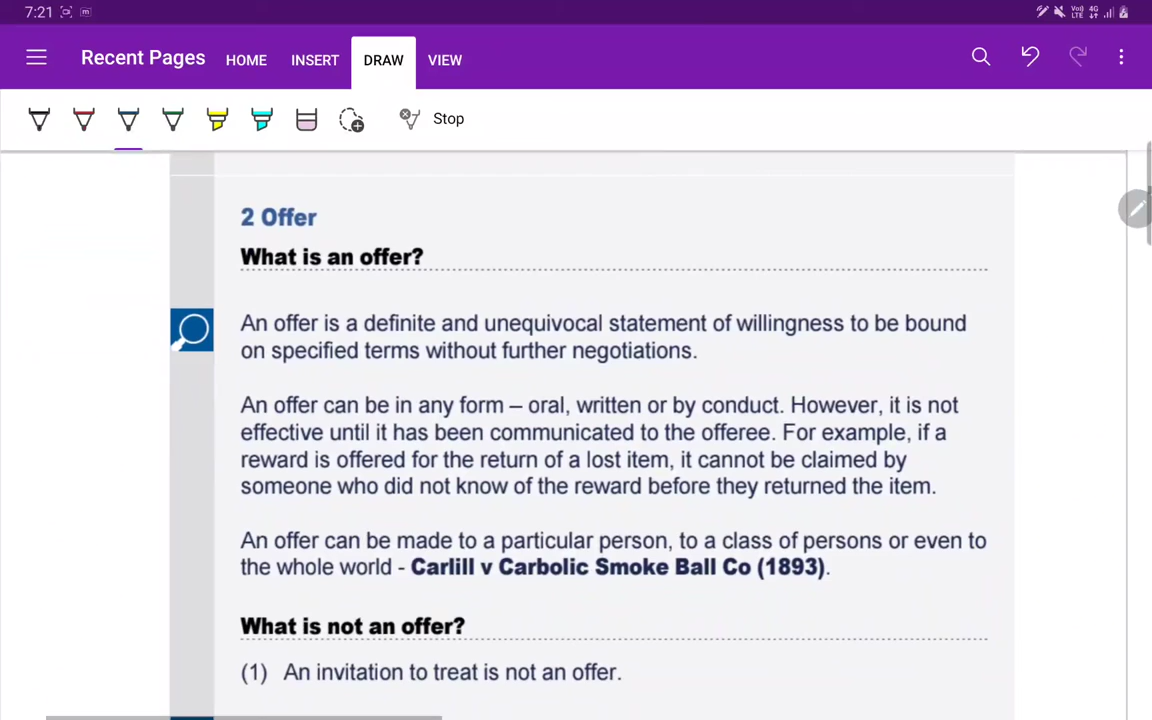 7:21
Vo)) LTE 4G
Recent Pages HOME INSERT DRAW VIEW
Stop
2 Offer
What is an offer?
An offer is a definite and unequivocal statement of willingness to be bound
on specified terms without further negotiations.
An offer can be in any form – oral, written or by conduct. However, it is not
effective until it has been communicated to the offeree. For example, if a
reward is offered for the return of a lost item, it cannot be claimed by
someone who did not know of the reward before they returned the item.
An offer can be made to a particular person, to a class of persons or even to
the whole world - Carlill v Carbolic Smoke Ball Co (1893).
What is not an offer?
(1) An invitation to treat is not an offer.